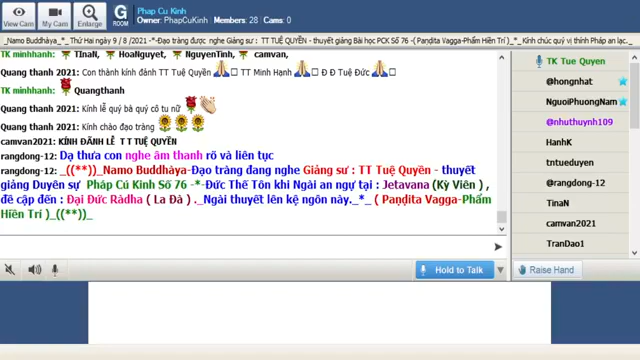 View Cam
My Cam
Enlarge
G
ROOM
Phap Cu Kinh
Owner: PhapCuKinh Members: 28 Cams: 0
_Namo Buddhàya_*_ Thứ Hai ngày 9 / 8 /2021 -*-Đạo tràng được nghe Giảng sư : TT TUỆ QUYỀN - thuyết giảng Bài học PCK Số 76 -(Paṇḍita Vagga-Phẩm Hiền Trí )_*_ Kính chúc quý vị thính Pháp an lạc.
TK minhhanh: TINaN, HoaNguyet, NguyenTinh, camvan,
Quang thanh 2021: Con thành kính đảnh TT Tuệ Quyền TT Minh Hạnh Đ Đ Tuệ Đức
TK minhhanh: Quangthanh
Quang thanh 2021: Kính lễ quý bà quý cô tu nữ
Quang thanh 2021: Kính chào đạo tràng
camvan2021: KÍNH ĐẢNH LỄ T T TUỆ QUYỀN
rangdong-12: Dạ thưa con nghe âm thanh rõ và liên tục
rangdong-12: _((**))_Namo Buddhàya-Đạo tràng đang nghe Giảng sư : TT Tuệ Quyền - thuyết
giảng Duyên sự Pháp Cú Kinh Số 76 -*-Đức Thế Tôn khi Ngài an ngự tại : Jetavana (Kỳ Viên) ,
đề cập đến : Đại Đức Ràdha ( La Đà ) ._Ngài thuyết lên kệ ngôn này._*_ ( Paṇḍita Vagga-Phẩm
Hiền Trí )_((**))_
TK Tue Quyen
@hongnhat
NguoiPhuongNam
@nhuthuynh109
HanhK
tntueduyen
@rangdong-12
TinaN
camvan2021
TranDao1
Hold to Talk
Raise Hand